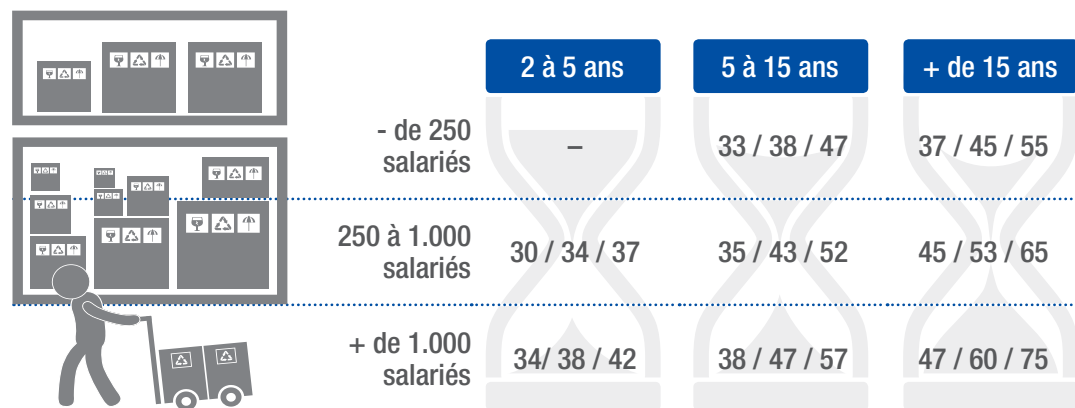 2 à 5 ans 5 à 15 ans + de 15 ans
- de 250 salariés – 33 / 38 / 47 37 / 45 / 55
250 à 1.000 salariés 30 / 34 / 37 35 / 43 / 52 45 / 53 / 65
+ de 1.000 salariés 34/ 38 / 42 38 / 47 / 57 47 / 60 / 75